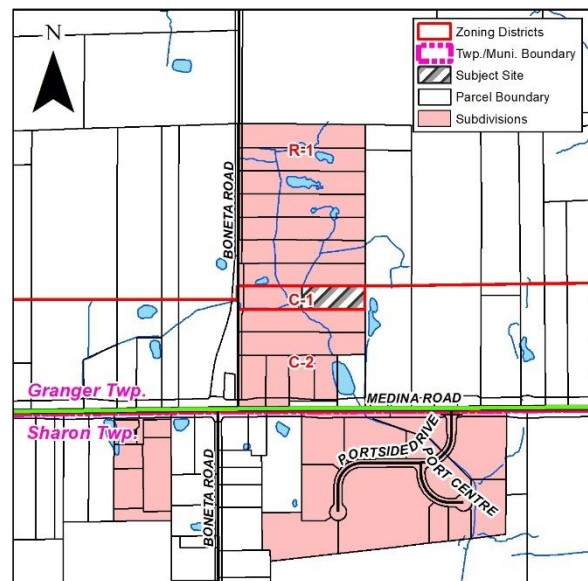 N
Zoning Districts
Twp./Muni. Boundary
Subject Site
Parcel Boundary
Subdivisions
R-1
BONETA ROAD
C-1
C-2
Granger Twp.
MEDINA ROAD
Sharon Twp.
PORTSIDE DRIVE
PORT CENTRE
BONETA ROAD